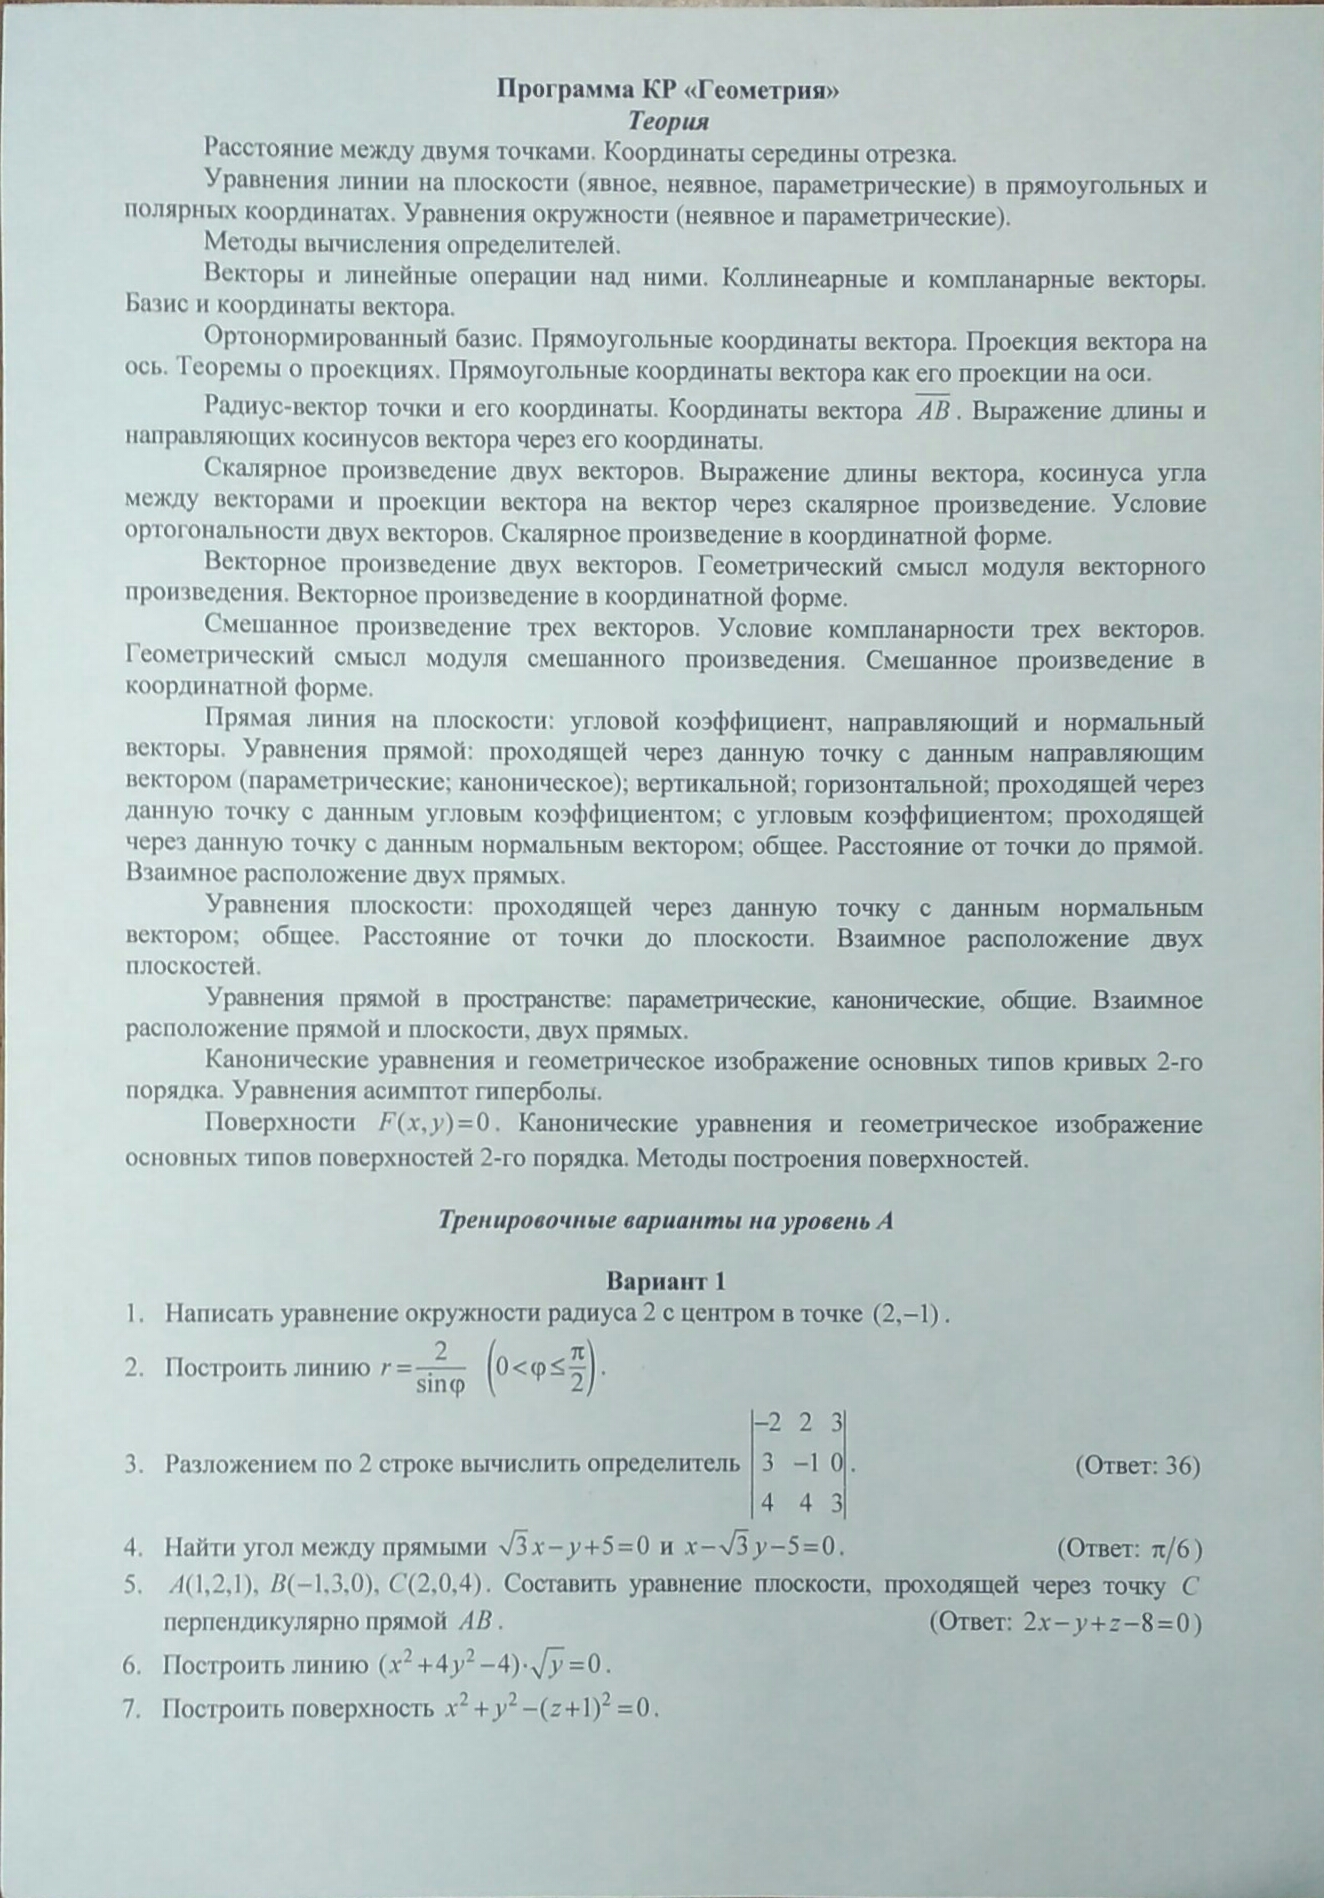 Программа КР «Геометрия»
Теория
Расстояние между двумя точками. Координаты середины отрезка.
Уравнения линии на плоскости (явное, неявное, параметрические) в прямоугольных и
полярных координатах. Уравнения окружности (неявное и параметрические).
Методы вычисления определителей.
Векторы и линейные операции над ними. Коллинеарные и компланарные векторы.
Базис и координаты вектора.
Ортонормированный базис. Прямоугольные координаты вектора. Проекция вектора на
ось. Теоремы о проекциях. Прямоугольные координаты вектора как его проекции на оси.
Радиус-вектор точки и его координаты. Координаты вектора $\overline{AB}$. Выражение длины и
направляющих косинусов вектора через его координаты.
Скалярное произведение двух векторов. Выражение длины вектора, косинуса угла
между векторами и проекции вектора на вектор через скалярное произведение. Условие
ортогональности двух векторов. Скалярное произведение в координатной форме.
Векторное произведение двух векторов. Геометрический смысл модуля векторного
произведения. Векторное произведение в координатной форме.
Смешанное произведение трех векторов. Условие компланарности трех векторов.
Геометрический смысл модуля смешанного произведения. Смешанное произведение в
координатной форме.
Прямая линия на плоскости: угловой коэффициент, направляющий и нормальный
векторы. Уравнения прямой: проходящей через данную точку с данным направляющим
вектором (параметрические; каноническое); вертикальной; горизонтальной; проходящей через
данную точку с данным угловым коэффициентом; с угловым коэффициентом; проходящей
через данную точку с данным нормальным вектором; общее. Расстояние от точки до прямой.
Взаимное расположение двух прямых.
Уравнения плоскости: проходящей через данную точку с данным нормальным
вектором; общее. Расстояние от точки до плоскости. Взаимное расположение двух
плоскостей.
Уравнения прямой в пространстве: параметрические, канонические, общие. Взаимное
расположение прямой и плоскости, двух прямых.
Канонические уравнения и геометрическое изображение основных типов кривых 2-го
порядка. Уравнения асимптот гиперболы.
Поверхности $F(x,y)=0$. Канонические уравнения и геометрическое изображение
основных типов поверхностей 2-го порядка. Методы построения поверхностей.
Тренировочные варианты на уровень А
Вариант 1
1. Написать уравнение окружности радиуса 2 с центром в точке $(2,-1)$.
2. Построить линию $r=\frac{2}{\sin\varphi}$ $\left(0<\varphi\le\frac{\pi}{2}\right)$.
3. Разложением по 2 строке вычислить определитель $\begin{vmatrix}-2 & 2 & 3\\ 3 & -1 & 0\\ 4 & 4 & 3\end{vmatrix}$. (Ответ: 36)
4. Найти угол между прямыми $\sqrt{3}x-y+5=0$ и $x-\sqrt{3}y-5=0$. (Ответ: $\pi/6$)
5. $A(1,2,1)$, $B(-1,3,0)$, $C(2,0,4)$. Составить уравнение плоскости, проходящей через точку $C$
перпендикулярно прямой $AB$. (Ответ: $2x-y+z-8=0$)
6. Построить линию $(x^2+4y^2-4)\cdot\sqrt{y}=0$.
7. Построить поверхность $x^2+y^2-(z+1)^2=0$.